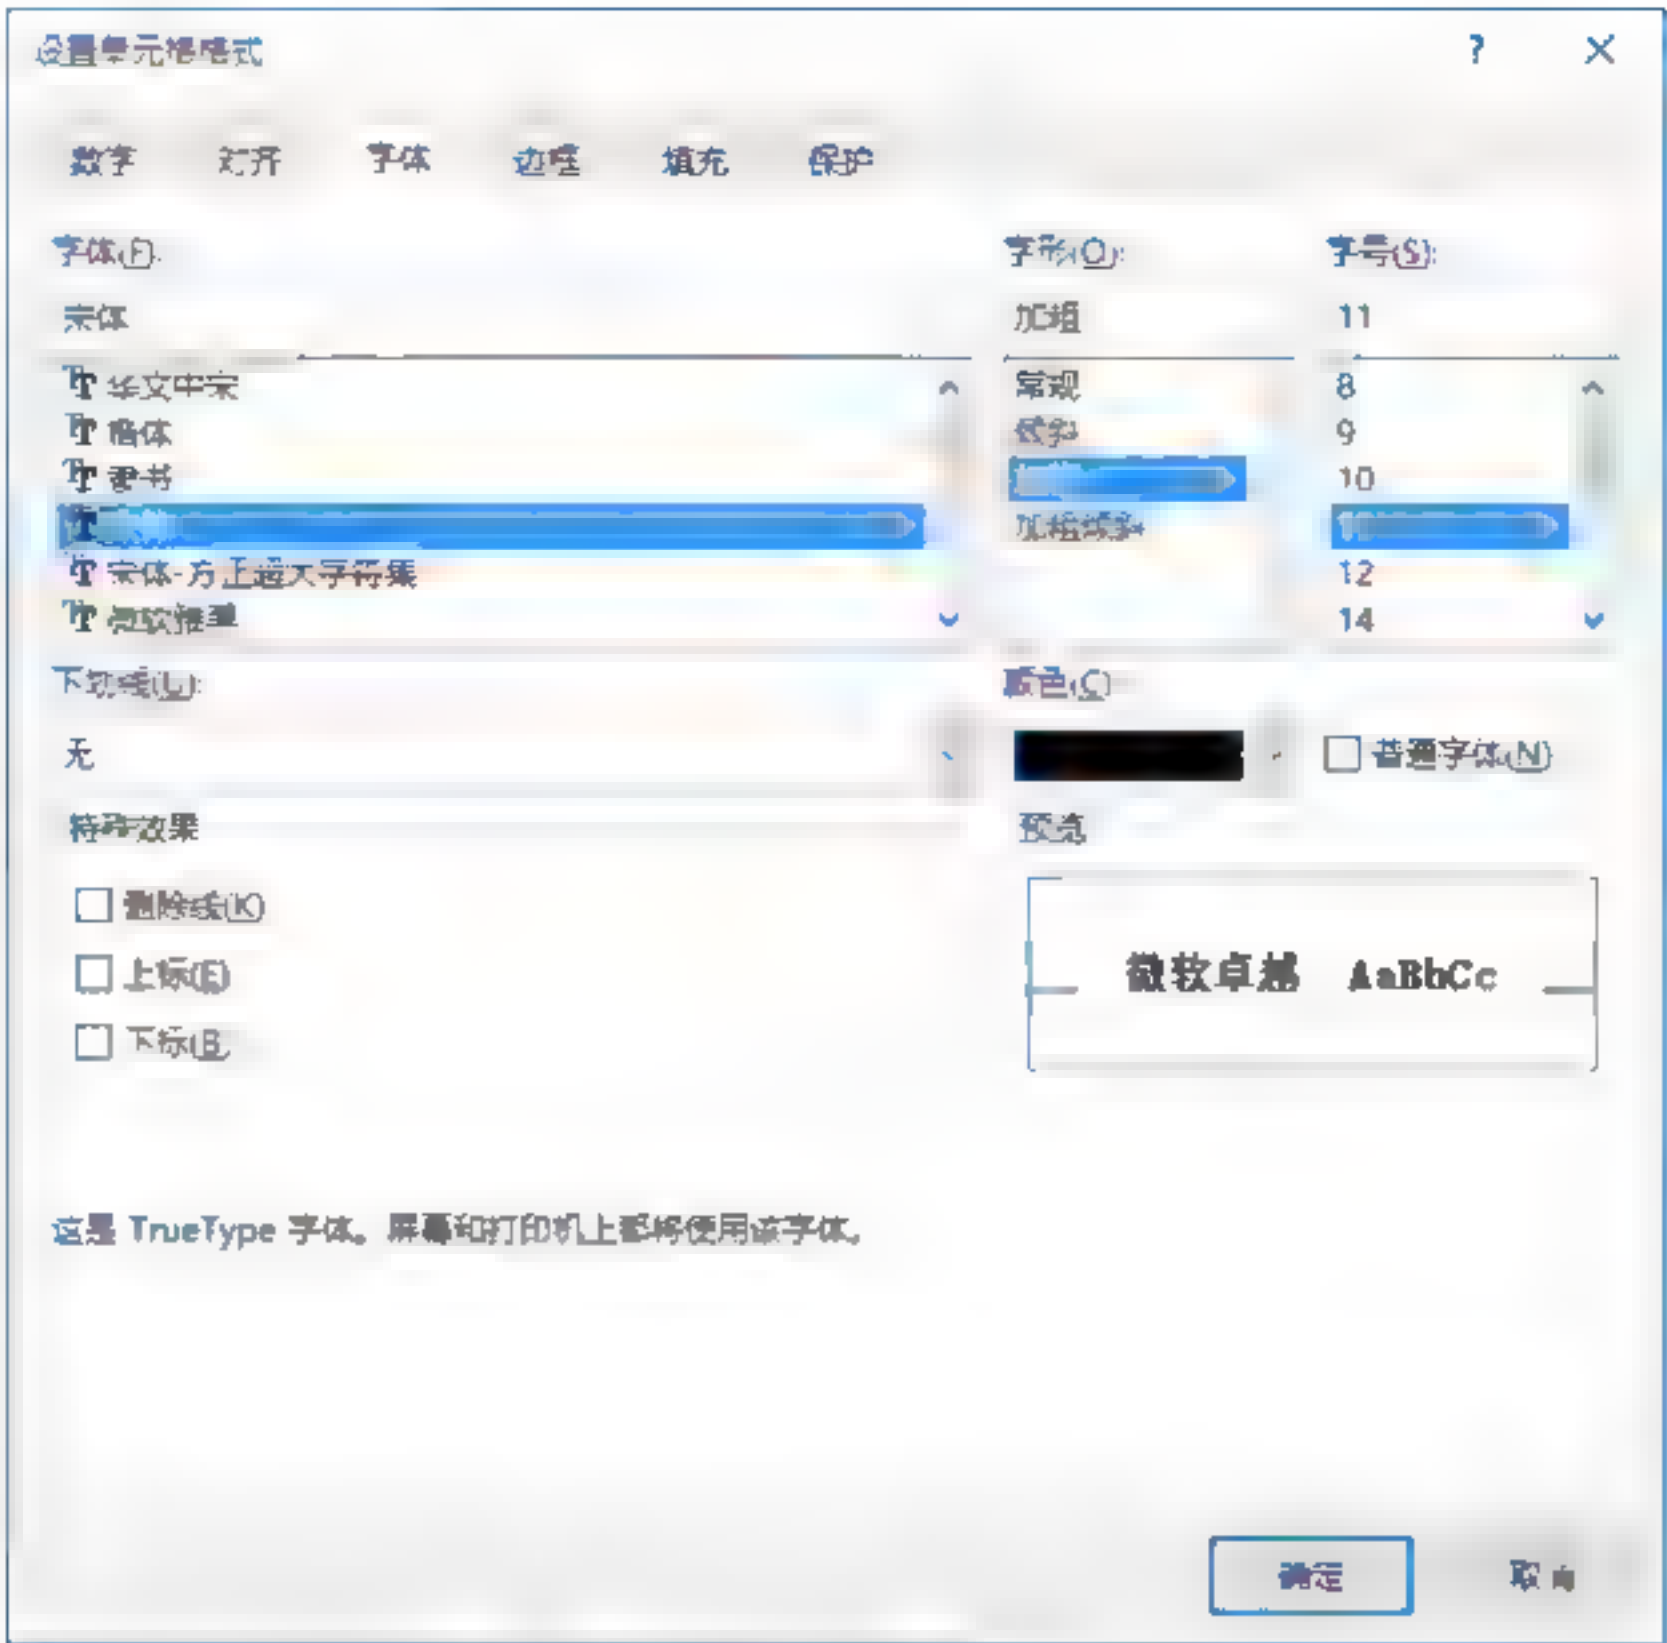 设置单元格格式
数字 对齐 字体 边框 填充 保护
字体(F): 字形(O): 字号(S):
宋体 加粗 11
华文中宋 常规 8
楷体 倾斜 9
隶书 10
加粗倾斜
宋体-方正超大字符集 12
微软雅黑 14
下划线(U): 颜色(C)
无 普通字体(N)
特殊效果 预览
删除线(K)
上标(E) 微软卓越 AaBbCc
下标(B)
这是 TrueType 字体。屏幕和打印机上都将使用该字体。
确定